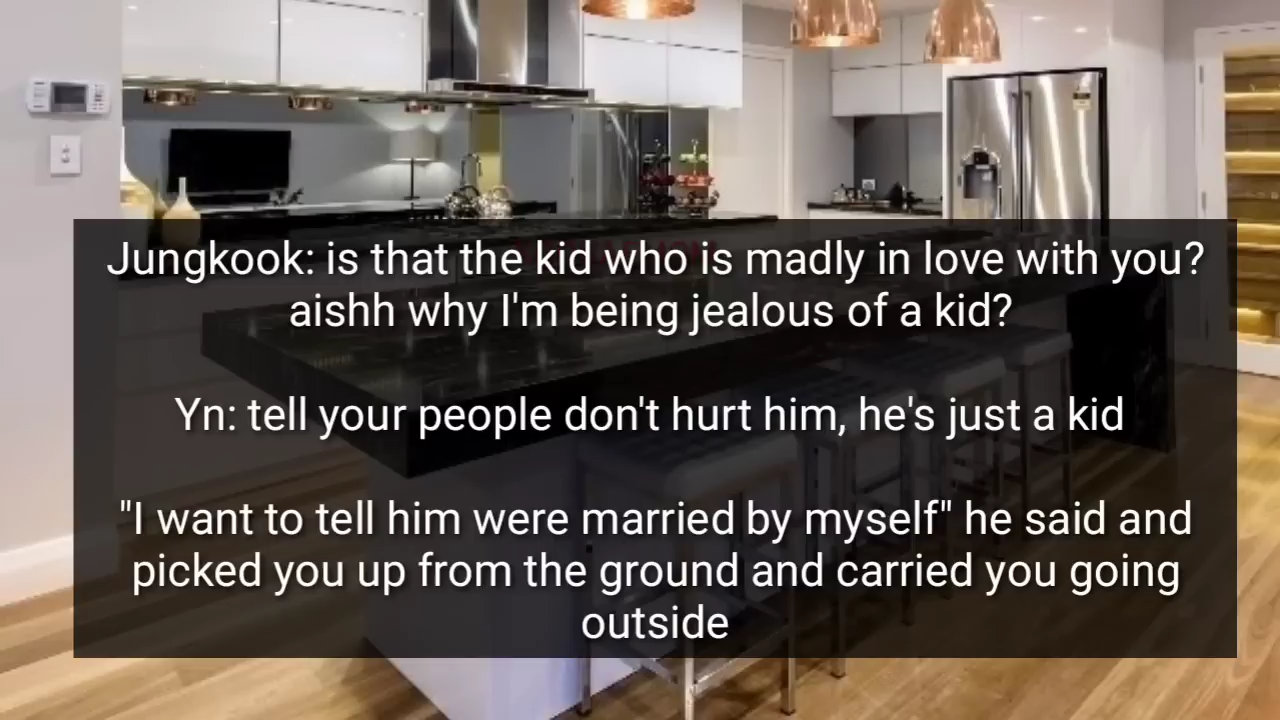 Jungkook: is that the kid who is madly in love with you?
aishh why I'm being jealous of a kid?
Yn: tell your people don't hurt him, he's just a kid
"I want to tell him were married by myself" he said and
picked you up from the ground and carried you going
outside